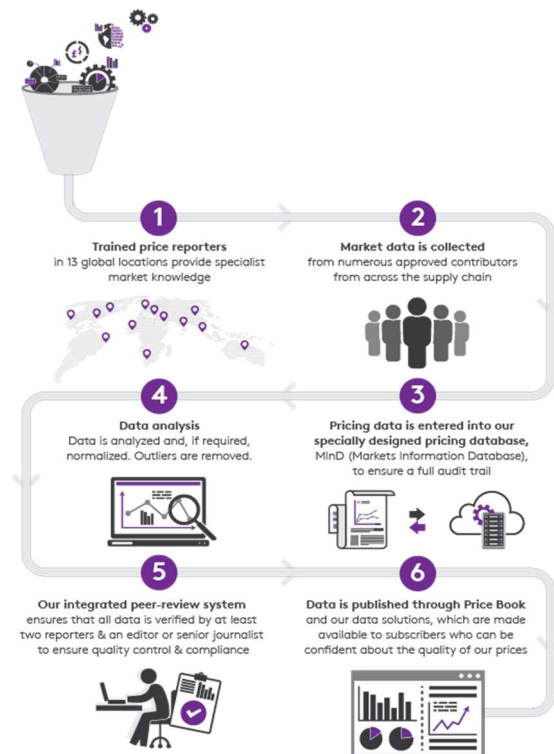 1
Trained price reporters
in 13 global locations provide specialist
market knowledge
2
Market data is collected
from numerous approved contributors
from across the supply chain
3
Pricing data is entered into our
specially designed pricing database,
MInD (Markets Information Database),
to ensure a full audit trail
4
Data analysis
Data is analyzed and, if required,
normalized. Outliers are removed.
5
Our integrated peer-review system
ensures that all data is verified by at least
two reporters & an editor or senior journalist
to ensure quality control & compliance
6
Data is published through Price Book
and our data solutions, which are made
available to subscribers who can be
confident about the quality of our prices